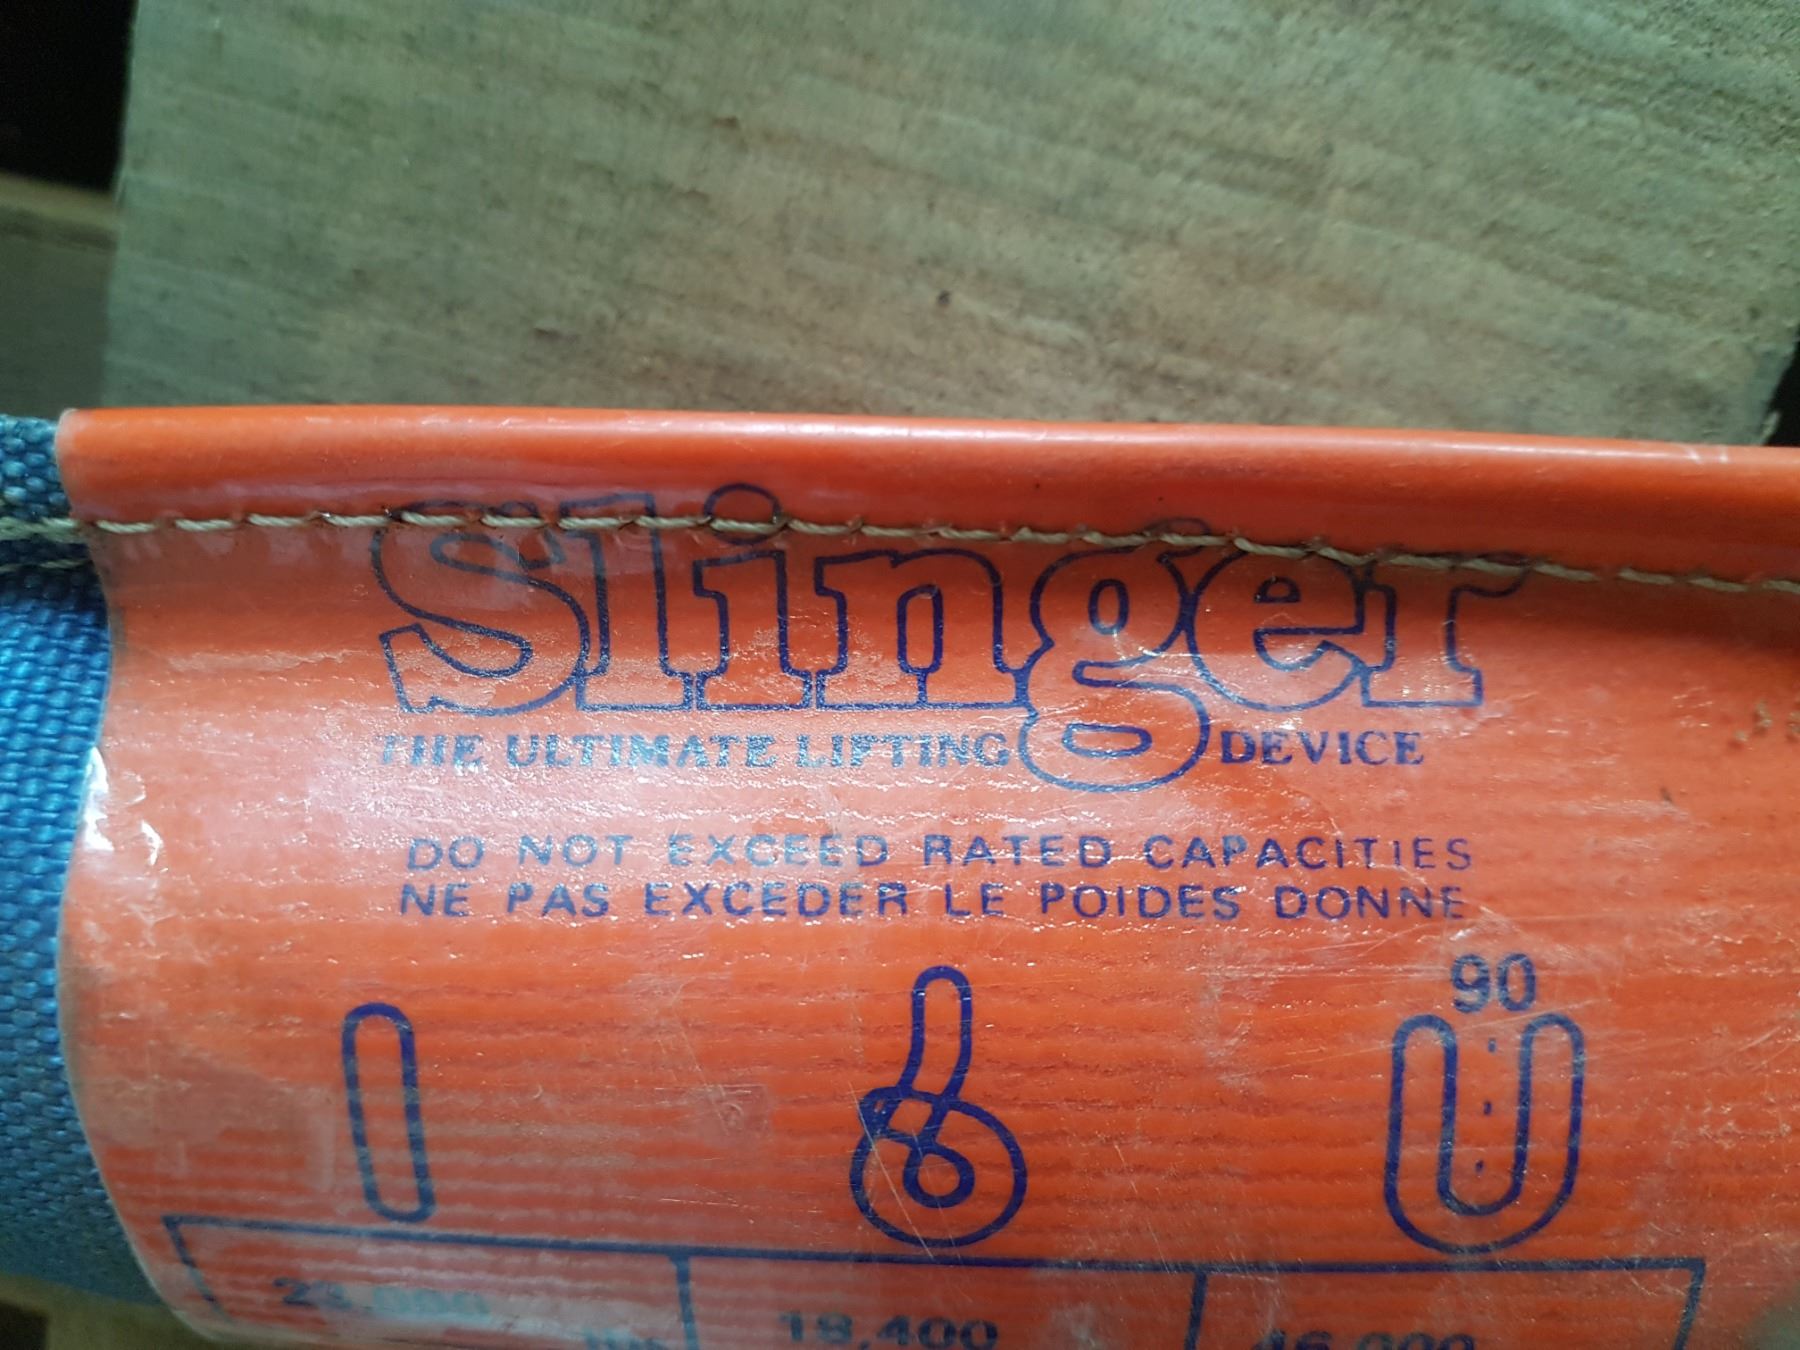 Slinger
THE ULTIMATE LIFTING DEVICE
DO NOT EXCEED RATED CAPACITIES
NE PAS EXCEDER LE POIDES DONNE
90
18,400